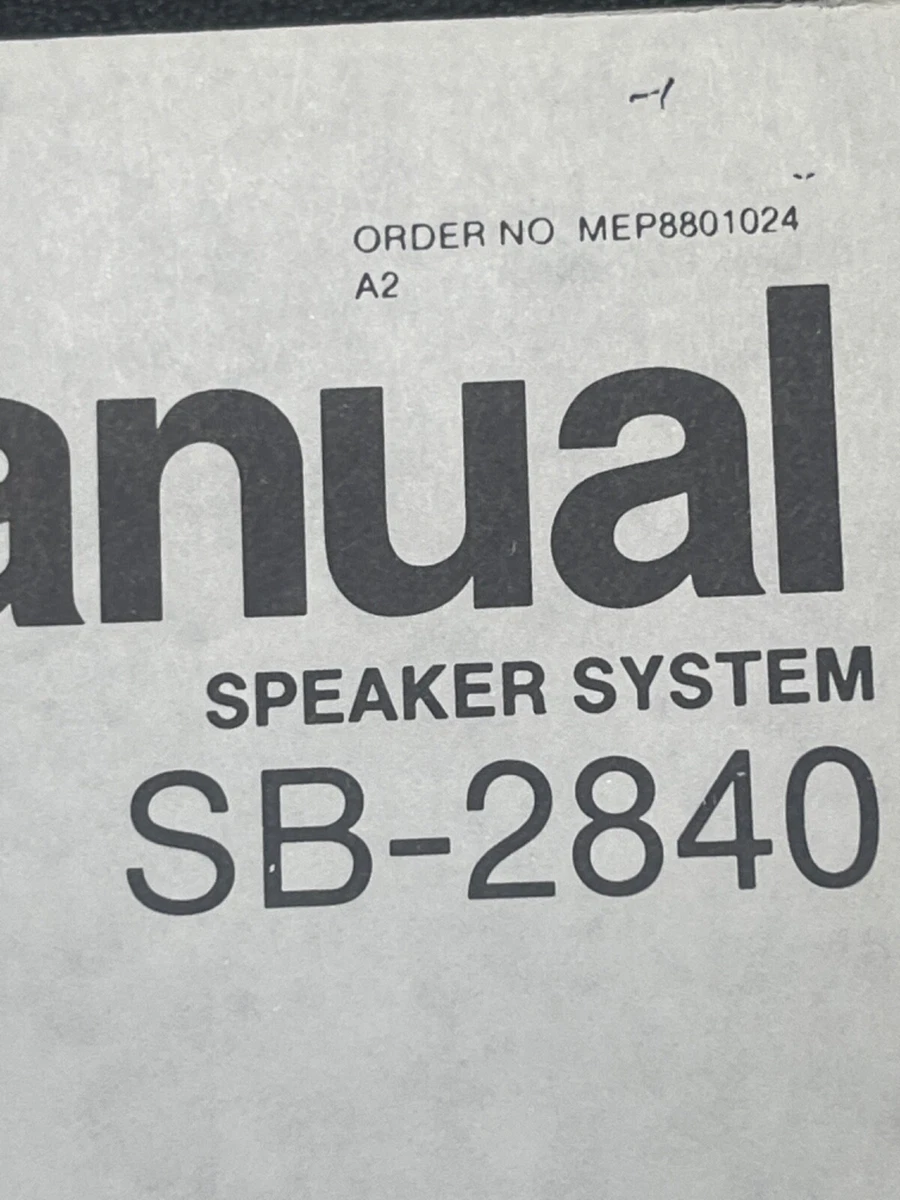 ORDER NO MEP8801024
A2
anual
SPEAKER SYSTEM
SB-2840